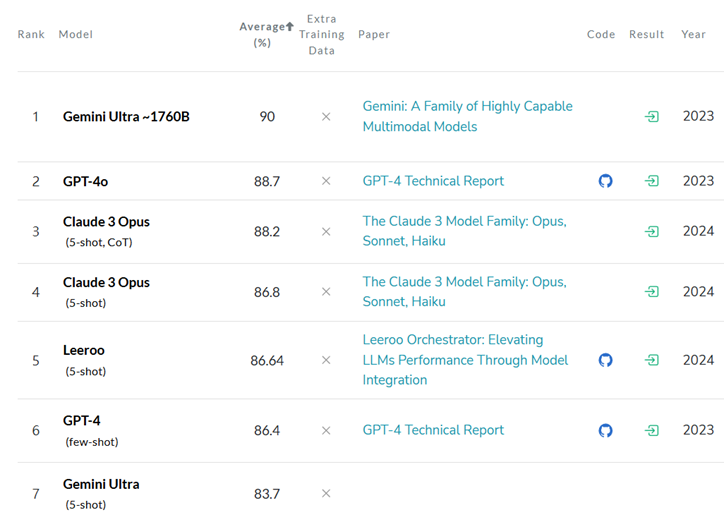 Rank Model Average (%) Extra Training Data Paper Code Result Year
1 Gemini Ultra ~1760B 90 × Gemini: A Family of Highly Capable
Multimodal Models 2023
2 GPT-4o 88.7 × GPT-4 Technical Report 2023
3 Claude 3 Opus 88.2 × The Claude 3 Model Family: Opus,
(5-shot, CoT) Sonnet, Haiku 2024
4 Claude 3 Opus 86.8 × The Claude 3 Model Family: Opus,
(5-shot) Sonnet, Haiku 2024
5 Leeroo 86.64 × Leeroo Orchestrator: Elevating
(5-shot) LLMs Performance Through Model
Integration 2024
6 GPT-4 86.4 × GPT-4 Technical Report 2023
(few-shot)
7 Gemini Ultra 83.7 ×
(5-shot)